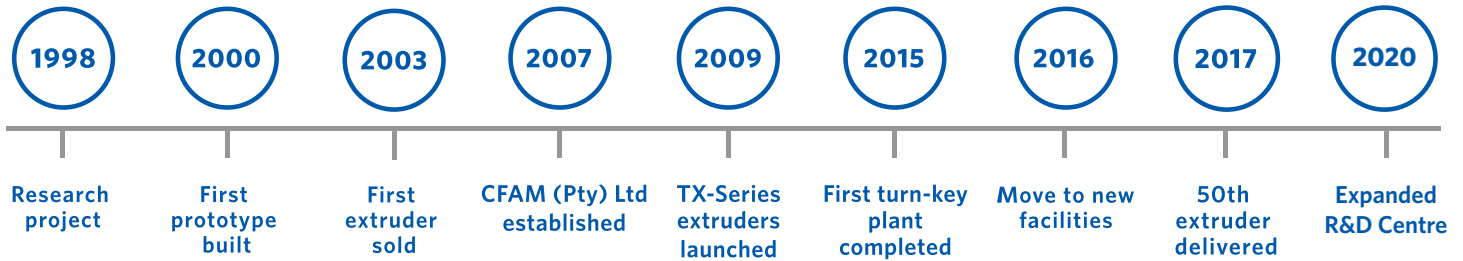 1998
2000
2003
2007
2009
2015
2016
2017
2020
Research
project
First
prototype
built
First
extruder
sold
CFAM (Pty) Ltd
established
TX-Series
extruders
launched
First turn-key
plant
completed
Move to new
facilities
50th
extruder
delivered
Expanded
R&D Centre